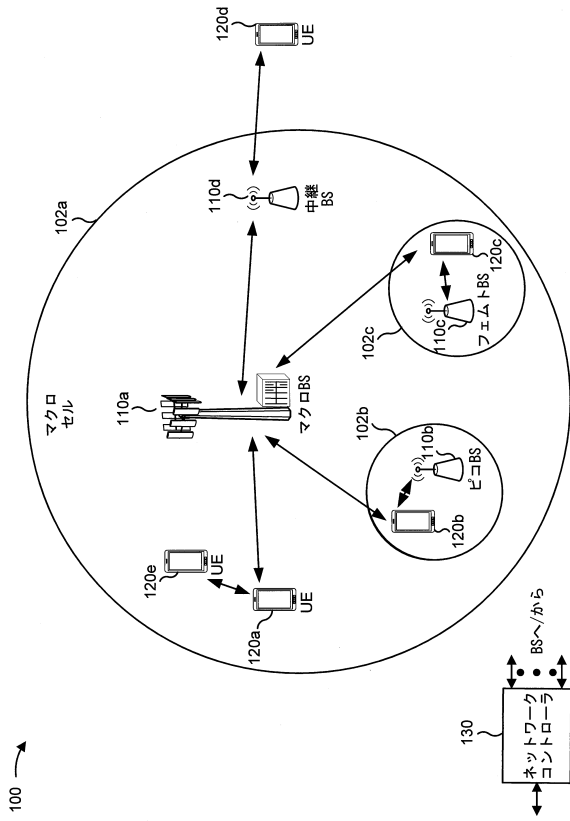 100
マクロ
セル
102a
110a
マクロBS
110d
中継
BS
120d
UE
120e
UE
120a
UE
102b
110b
ピコBS
120b
102c
110c
フェムトBS
120c
130
ネットワーク
コントローラ
BSへ/から